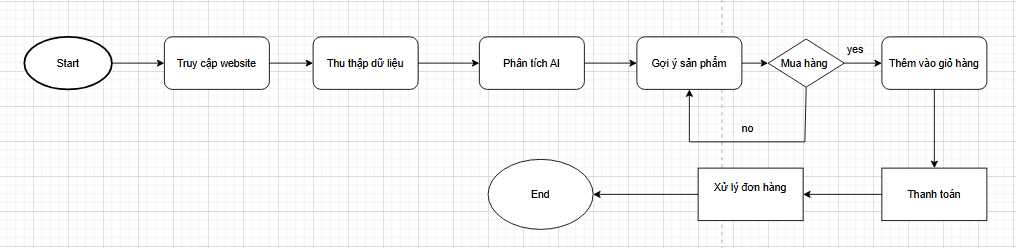 Start
Truy cập website
Thu thập dữ liệu
Phân tích AI
Gợi ý sản phẩm
Mua hàng
yes
Thêm vào giỏ hàng
no
End
Xử lý đơn hàng
Thanh toán